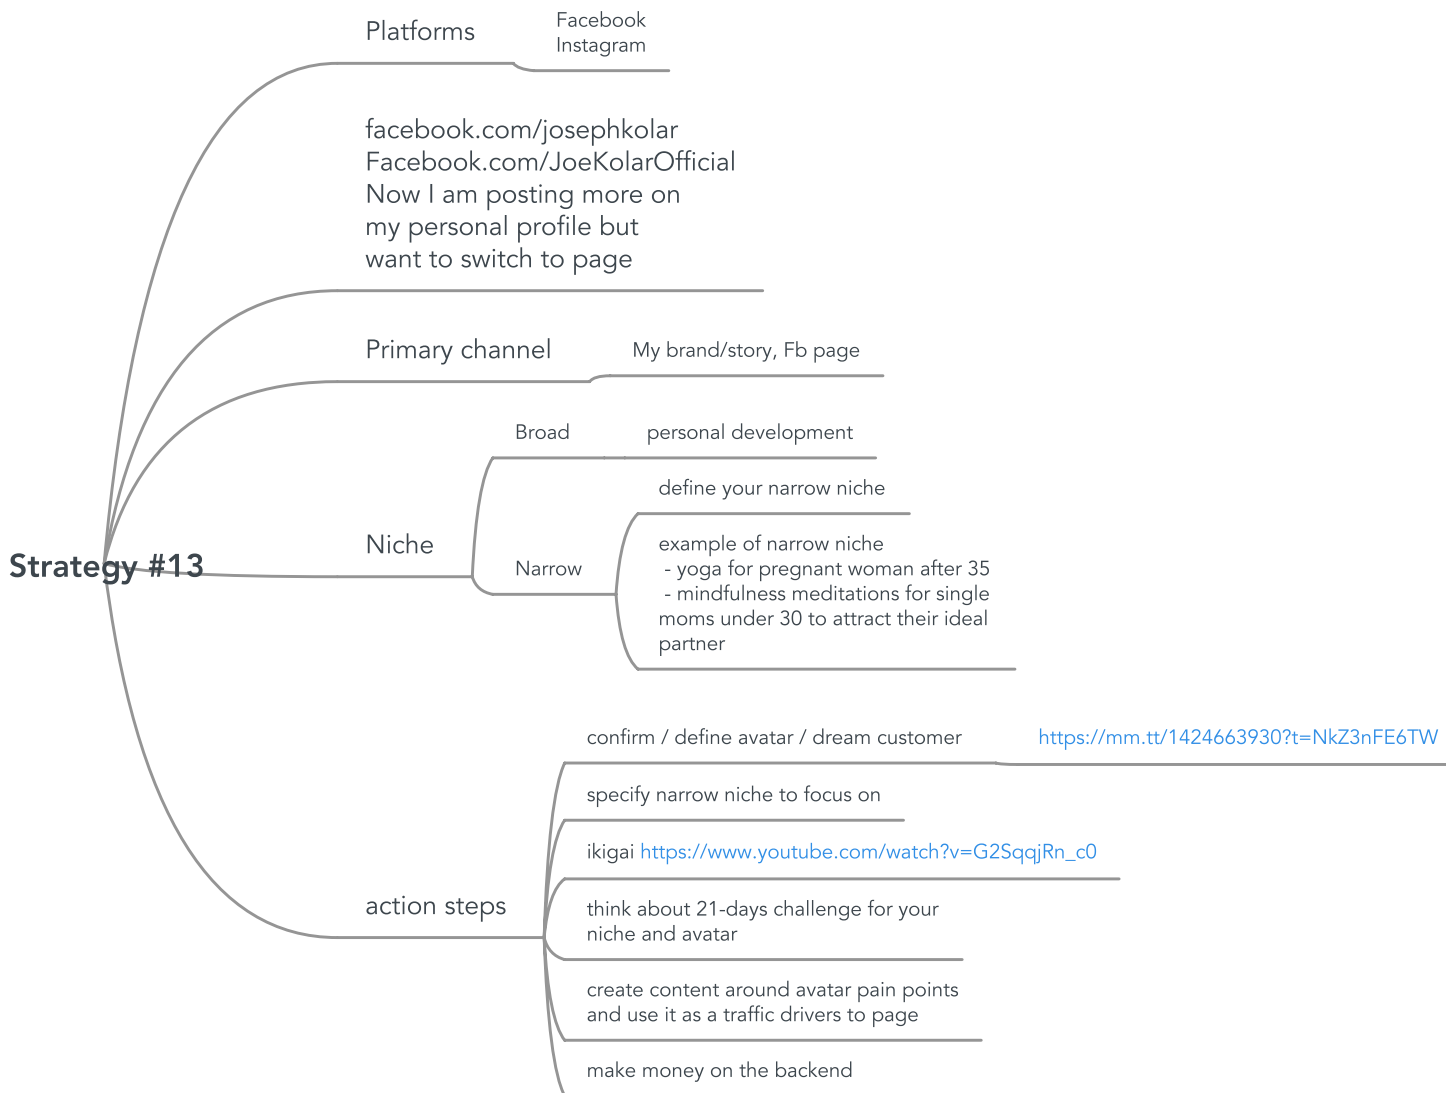 Platforms
Facebook
Instagram
facebook.com/josephkolar
Facebook.com/JoeKolarOfficial
Now I am posting more on
my personal profile but
want to switch to page
Primary channel
My brand/story, Fb page
Strategy #13
Niche
Broad
personal development
Narrow
define your narrow niche
example of narrow niche
- yoga for pregnant woman after 35
- mindfulness meditations for single
moms under 30 to attract their ideal
partner
action steps
confirm / define avatar / dream customer
https://mm.tt/1424663930?t=NkZ3nFE6TW
specify narrow niche to focus on
ikigai https://www.youtube.com/watch?v=G2SqqjRn_c0
think about 21-days challenge for your
niche and avatar
create content around avatar pain points
and use it as a traffic drivers to page
make money on the backend